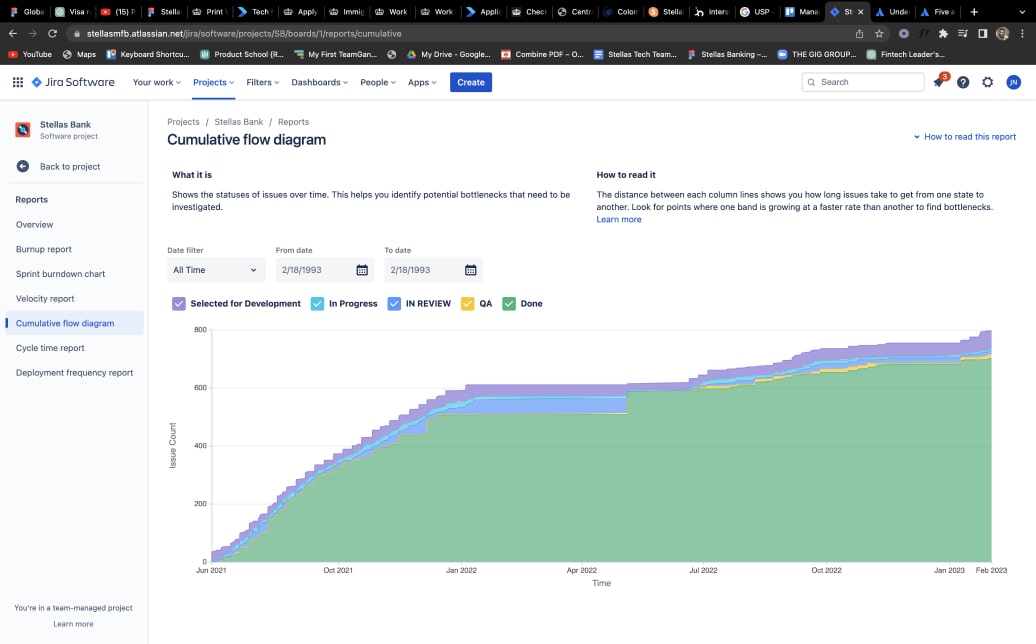 Globa
Visa r
(15) P
Stella
Print
Tech
Apply
Immig
Work
Work
Applic
Check
Centr
Colon
Stella
Inters
USP -
Mana
St
Under
Five a
stellasmfb.atlassian.net/jira/software/projects/SB/boards/1/reports/cumulative
YouTube
Maps
Keyboard Shortcu...
Product School (R...
My First TeamGan...
My Drive - Google...
Combine PDF – O...
Stellas Tech Team...
Stellas Banking –...
THE GIG GROUP...
Fintech Leader's...
Jira Software
Your work
Projects
Filters
Dashboards
People
Apps
Create
Search
3
JN
Stellas Bank
Software project
Back to project
Reports
Overview
Burnup report
Sprint burndown chart
Velocity report
Cumulative flow diagram
Cycle time report
Deployment frequency report
You're in a team-managed project
Learn more
Projects / Stellas Bank / Reports
Cumulative flow diagram
How to read this report
What it is
Shows the statuses of issues over time. This helps you identify potential bottlenecks that need to be
investigated.
How to read it
The distance between each column lines shows you how long issues take to get from one state to
another. Look for points where one band is growing at a faster rate than another to find bottlenecks.
Learn more
Date filter
All Time
From date
2/18/1993
To date
2/18/1993
Selected for Development
In Progress
IN REVIEW
QA
Done
Issue Count
800
600
400
200
0
Jun 2021
Oct 2021
Jan 2022
Apr 2022
Jul 2022
Oct 2022
Jan 2023
Feb 2023
Time